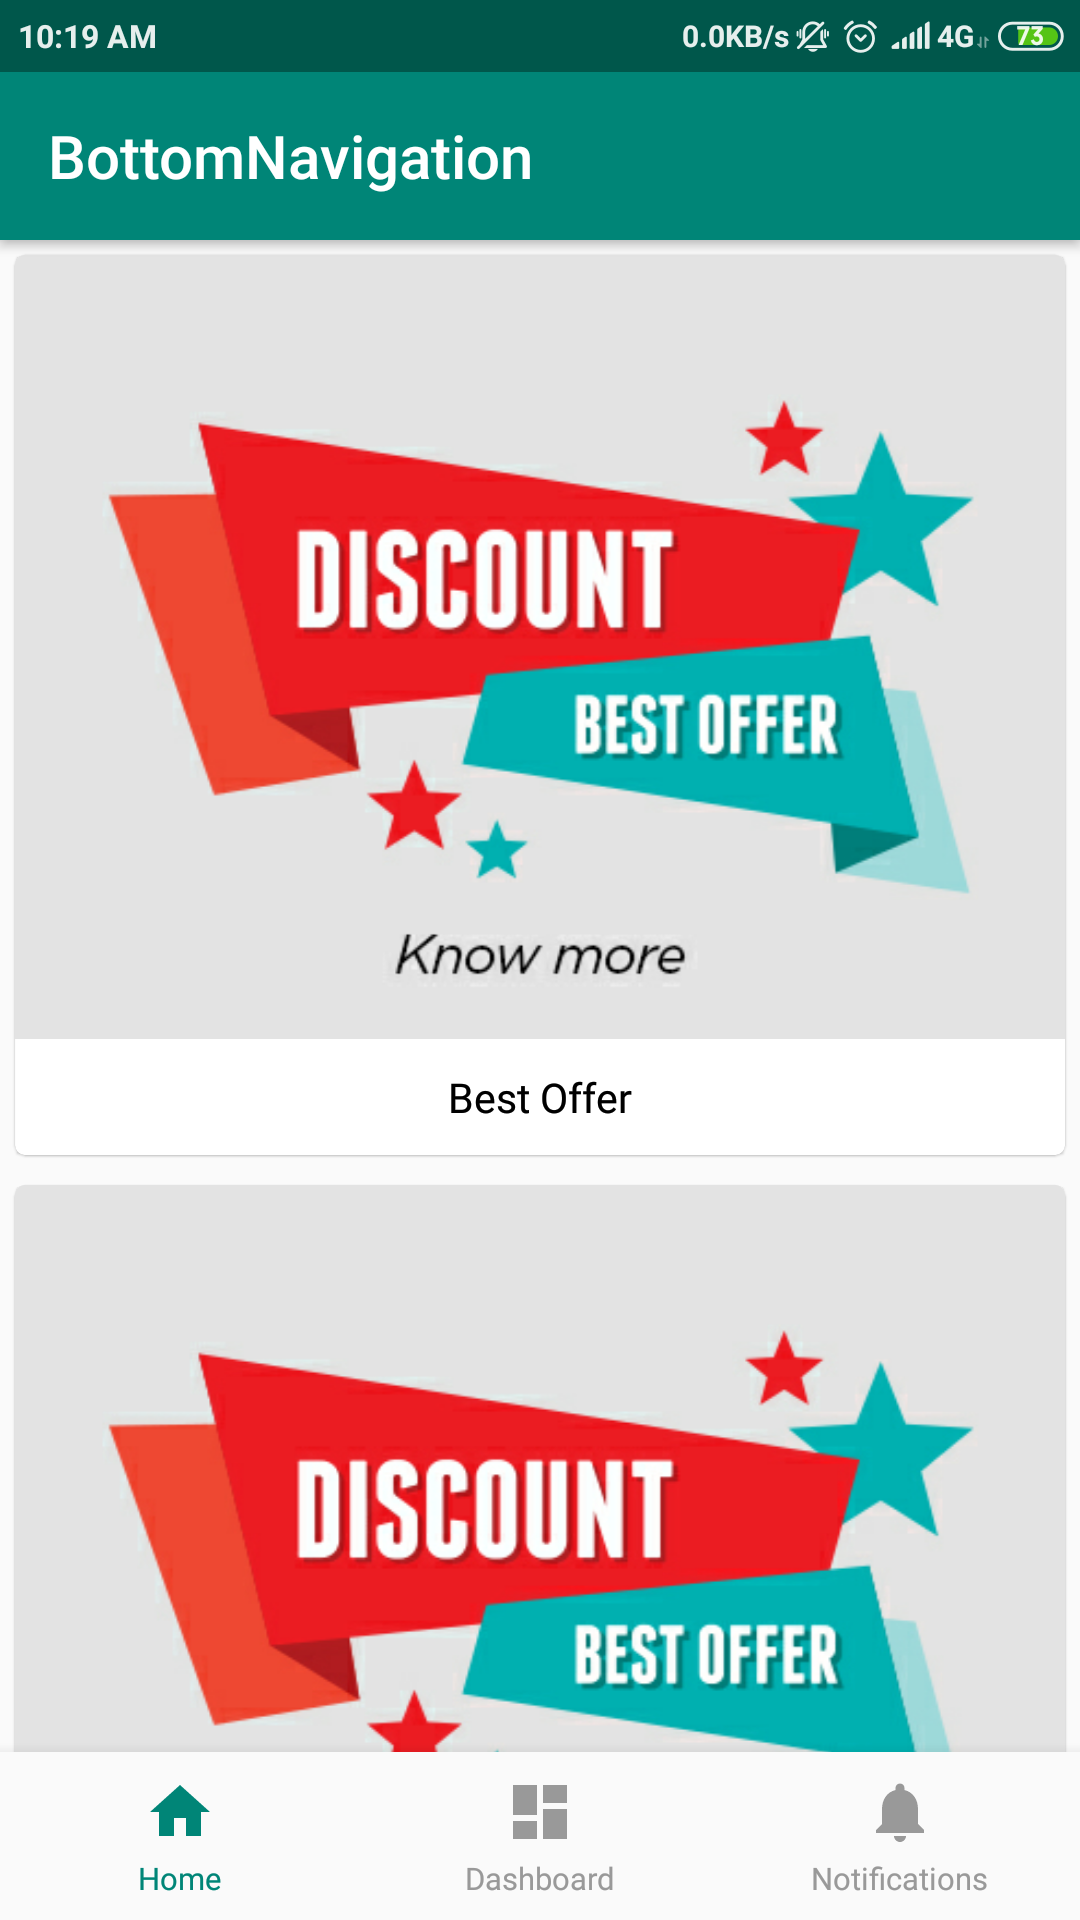 10:19 AM 0.0KB/s 4G 73
BottomNavigation
DISCOUNT
BEST OFFER
Know more
Best Offer
DISCOUNT
BEST OFFER
Home Dashboard Notifications